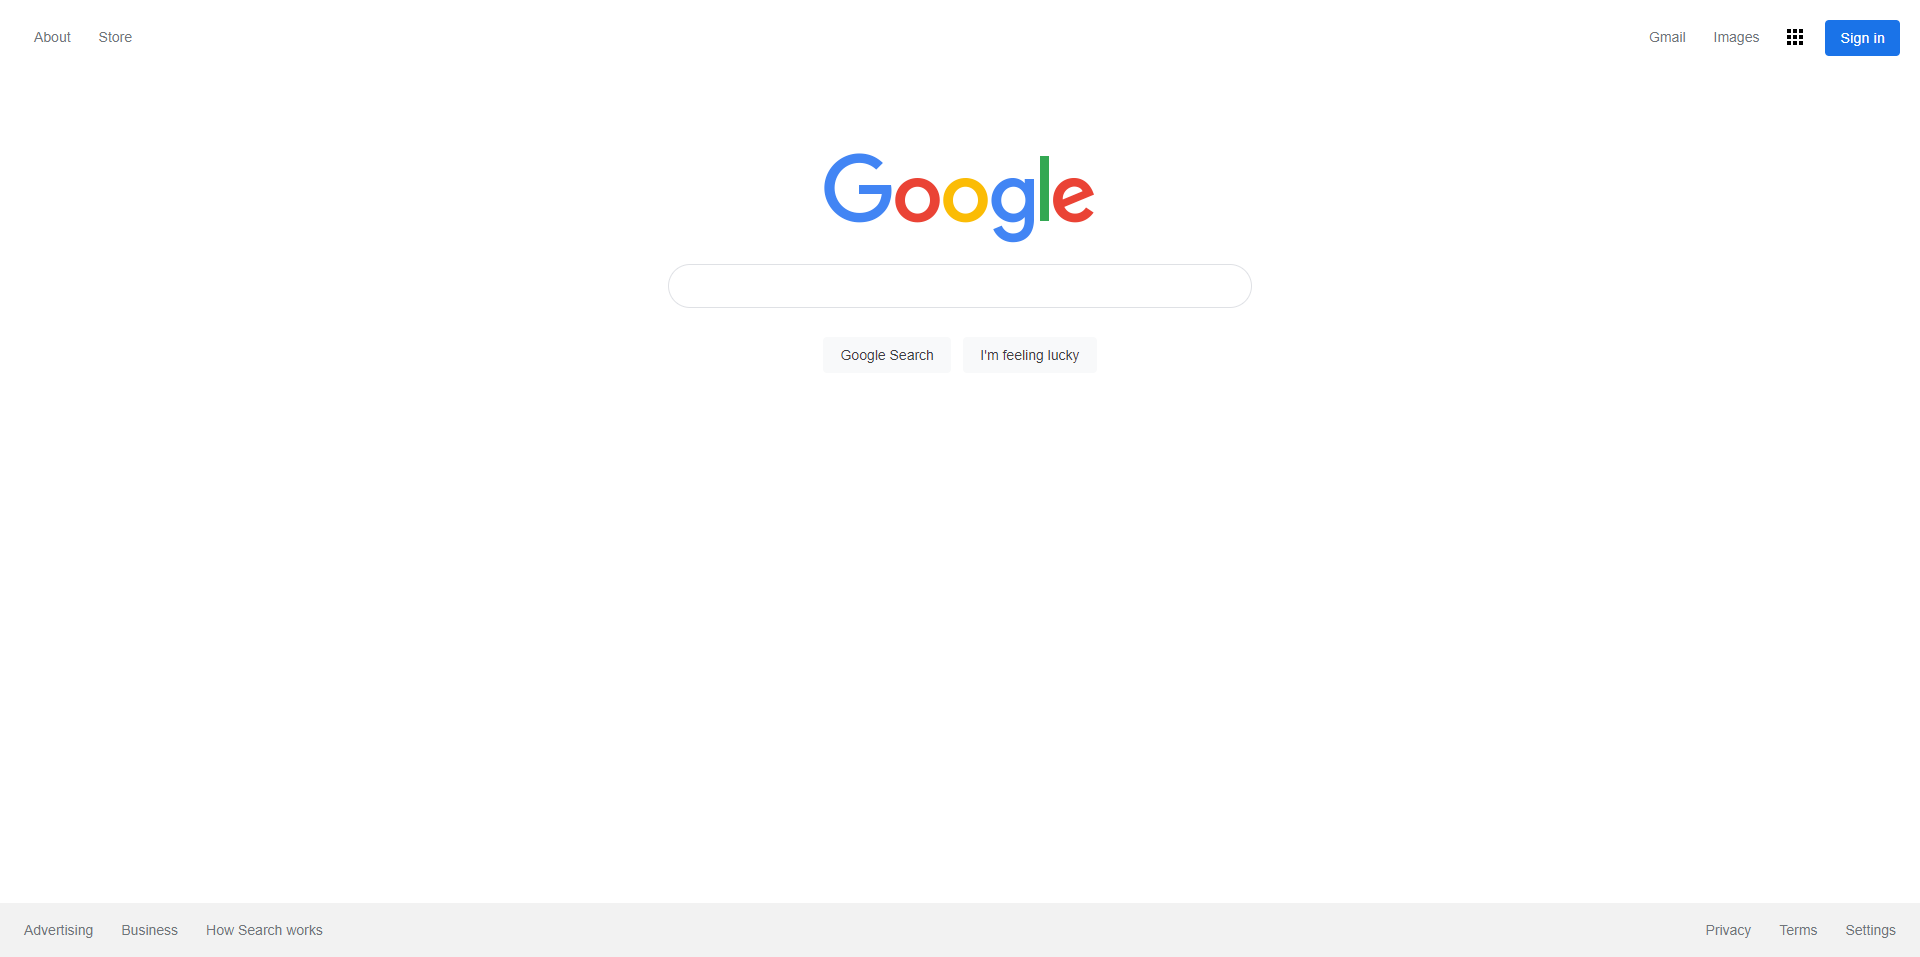 About Store Gmail Images Sign in
Google
Google Search I'm feeling lucky
Advertising Business How Search works Privacy Terms Settings